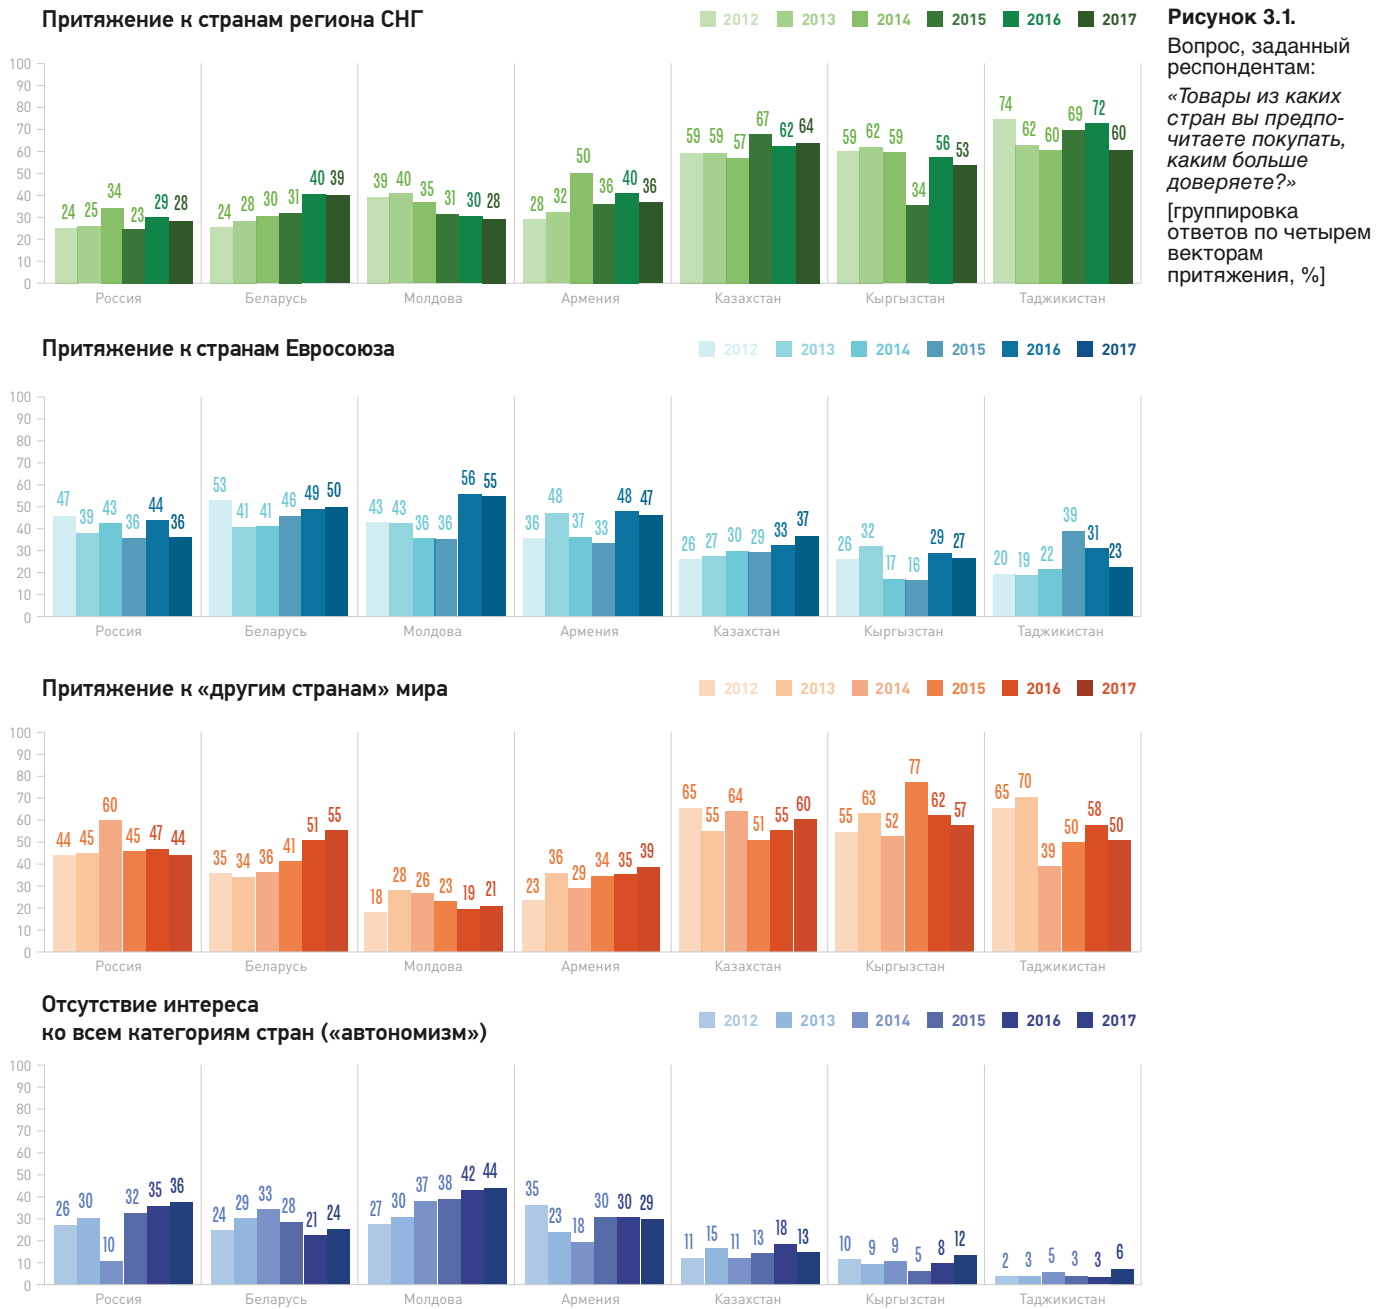 Притяжение к странам региона СНГ
2012 2013 2014 2015 2016 2017
100
90
80
70
60
50
40
30
20
10
0
24 25 34 23 29 28
24 28 30 31 40 39
39 40 35 31 30 28
28 32 50 36 40 36
59 59 57 67 62 64
59 62 59 34 56 53
74 62 60 69 72 60
Россия Беларусь Молдова Армения Казахстан Кыргызстан Таджикистан
Рисунок 3.1.
Вопрос, заданный
респондентам:
«Товары из каких
стран вы предпо-
читаете покупать,
каким больше
доверяете?»
[группировка
ответов по четырем
векторам
притяжения, %]
Притяжение к странам Евросоюза
2012 2013 2014 2015 2016 2017
100
90
80
70
60
50
40
30
20
10
0
47 39 43 36 44 36
53 41 41 46 49 50
43 43 36 36 56 55
36 48 37 33 48 47
26 27 30 29 33 37
26 32 17 16 29 27
20 19 22 39 31 23
Россия Беларусь Молдова Армения Казахстан Кыргызстан Таджикистан
Притяжение к «другим странам» мира
2012 2013 2014 2015 2016 2017
100
90
80
70
60
50
40
30
20
10
0
44 45 60 45 47 44
35 34 36 41 51 55
18 28 26 23 19 21
23 36 29 34 35 39
65 55 64 51 55 60
55 63 52 77 62 57
65 70 39 50 58 50
Россия Беларусь Молдова Армения Казахстан Кыргызстан Таджикистан
Отсутствие интереса
ко всем категориям стран («автономизм»)
2012 2013 2014 2015 2016 2017
100
90
80
70
60
50
40
30
20
10
0
26 30 10 32 35 36
24 29 33 28 21 24
27 30 37 38 42 44
35 23 18 30 30 29
11 15 11 13 18 13
10 9 9 5 8 12
2 3 5 3 3 6
Россия Беларусь Молдова Армения Казахстан Кыргызстан Таджикистан